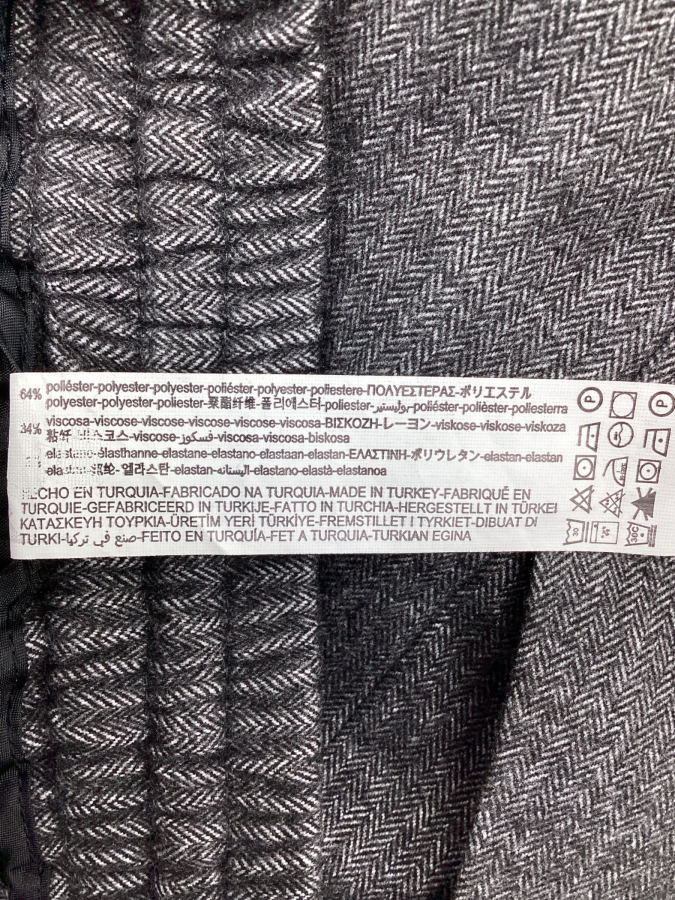 64% poliéster-polyester-polyester-poliéster-polyester-poliestere-ΠΟΛΥΕΣΤΕΡΑΣ-ポリエステル
polyester-polyester-poliester-聚酯纤维-폴리에스터-poliester-بوليستير-poliéster-polièster-poliesterra
34% viscosa-viscose-viscose-viscose-viscose-viscosa-ΒΙΣΚΟΖΗ-レーヨン-viskose-viskose-viskoza
스코스-viscose-فسكوز-viscosa-viscosa-biskosa
élasthanne-elastane-elastano-elastaan-elastan-ΕΛΑΣΤΙΝΗ-ポリウレタン-elastan-elastan
엘라스탄-elastan-الياستانه-elastano-elastà-elastanoa
HECHO EN TURQUIA-FABRICADO NA TURQUIA-MADE IN TURKEY-FABRIQUÉ EN
TURQUIE-GEFABRICEERD IN TURKIJE-FATTO IN TURCHIA-HERGESTELLT IN TÜRKEI
ΚΑΤΑΣΚΕΥΗ ΤΟΥΡΚΙΑ-ÜRETİM YERİ TÜRKİYE-FREMSTILLET I TYRKIET-DIBUAT DI
TURKI-صنع في تركيا-FEITO EN TURQUÍA-FET A TURQUIA-TURKIAN EGINA
P
P
30C